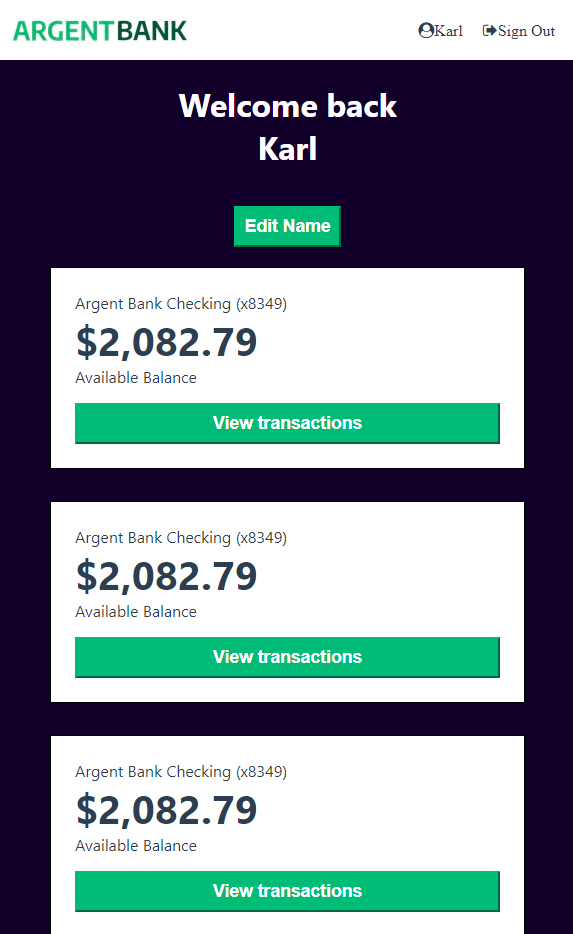 ARGENTBANK
Karl Sign Out
Welcome back
Karl
Edit Name
Argent Bank Checking (x8349)
$2,082.79
Available Balance
View transactions
Argent Bank Checking (x8349)
$2,082.79
Available Balance
View transactions
Argent Bank Checking (x8349)
$2,082.79
Available Balance
View transactions